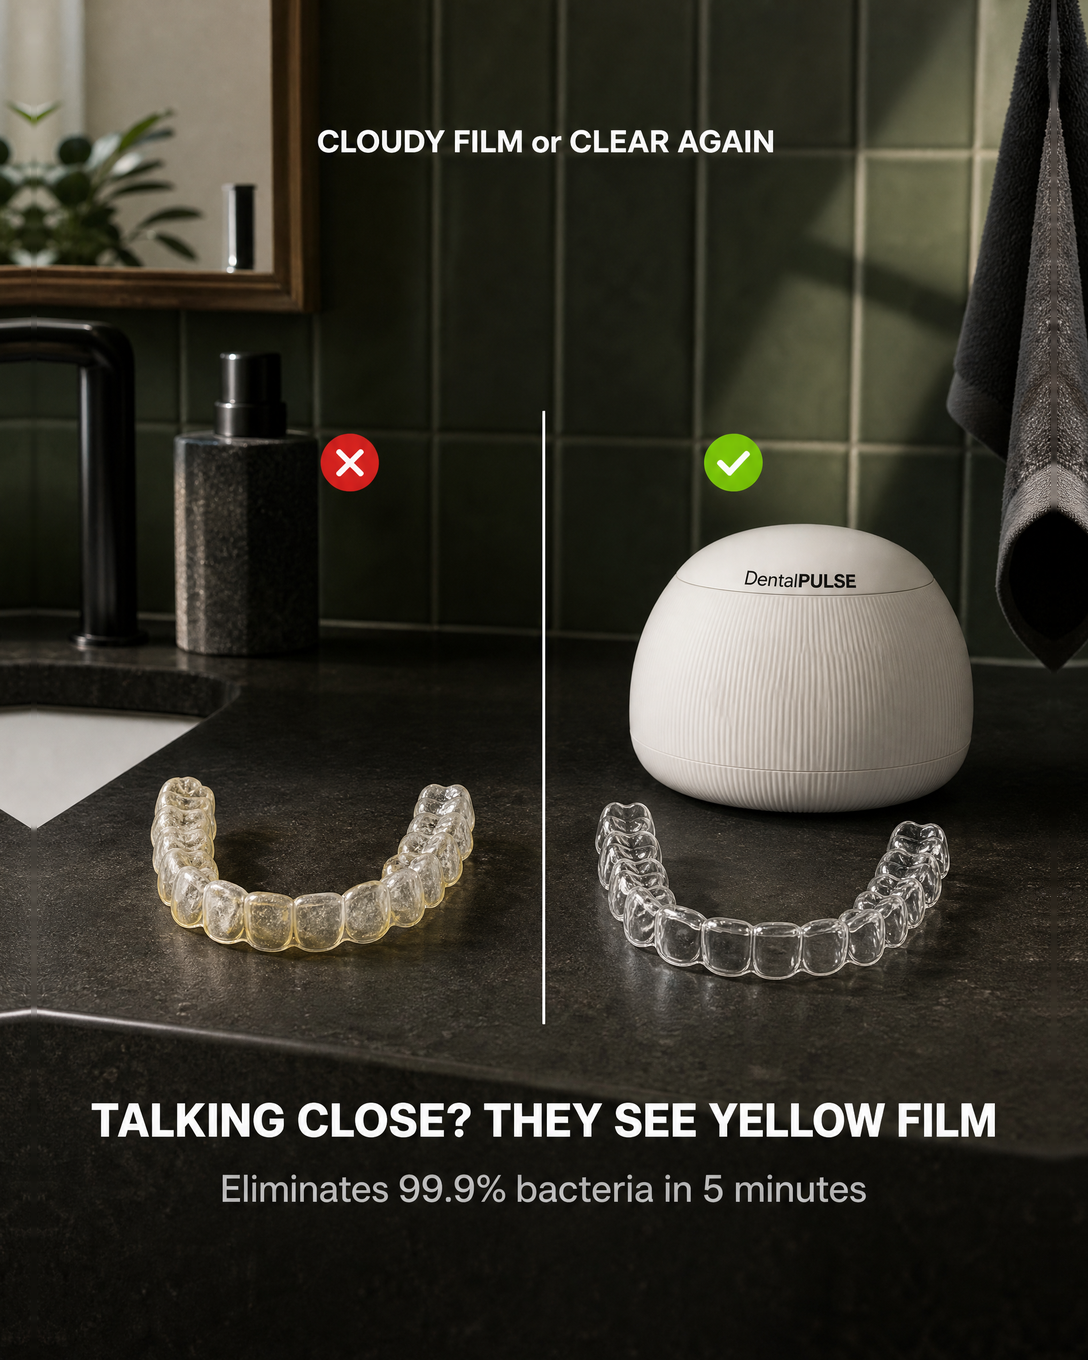 CLOUDY FILM or CLEAR AGAIN
DentalPULSE
TALKING CLOSE? THEY SEE YELLOW FILM
Eliminates 99.9% bacteria in 5 minutes